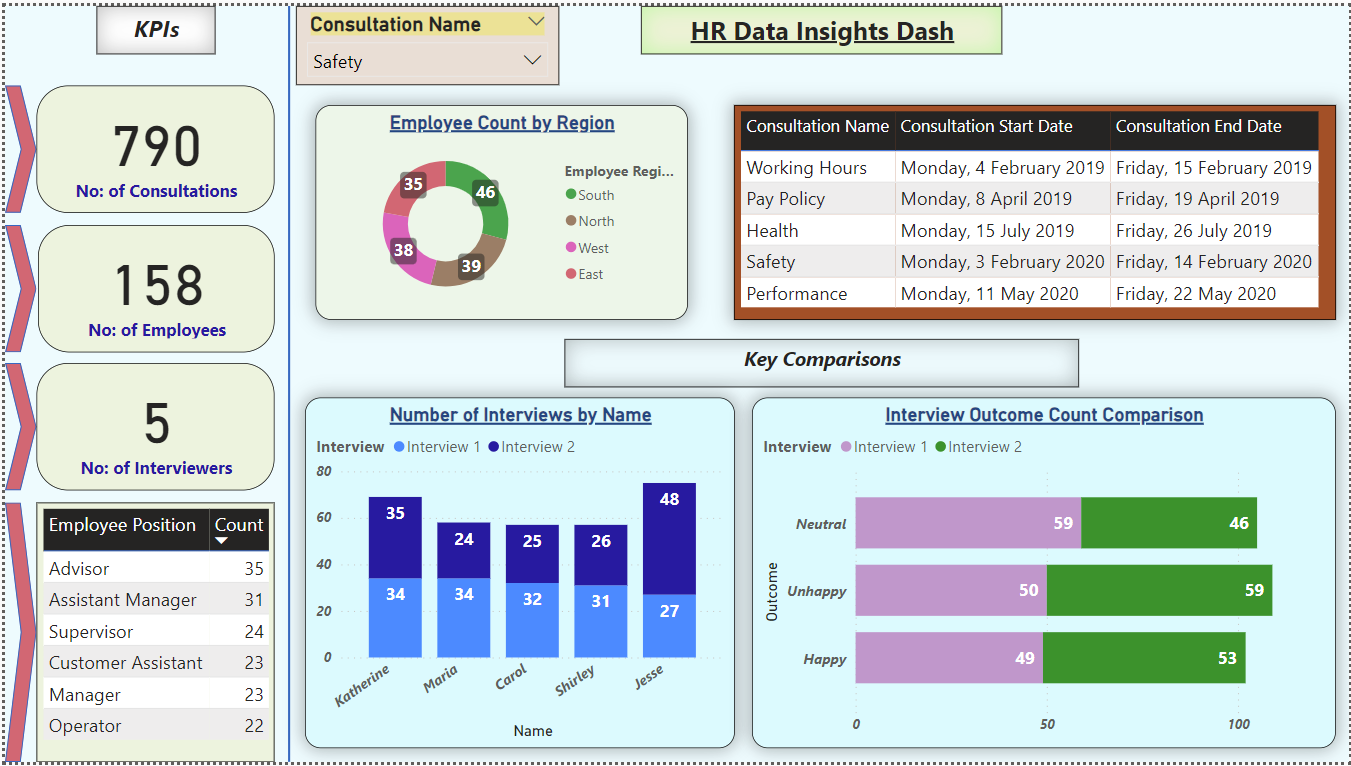 KPIs
Consultation Name
Safety
HR Data Insights Dash
790
No: of Consultations
158
No: of Employees
5
No: of Interviewers
Employee Position Count
Advisor 35
Assistant Manager 31
Supervisor 24
Customer Assistant 23
Manager 23
Operator 22
Employee Count by Region
35
46
38
39
Employee Regi...
South
North
West
East
Consultation Name Consultation Start Date Consultation End Date
Working Hours Monday, 4 February 2019 Friday, 15 February 2019
Pay Policy Monday, 8 April 2019 Friday, 19 April 2019
Health Monday, 15 July 2019 Friday, 26 July 2019
Safety Monday, 3 February 2020 Friday, 14 February 2020
Performance Monday, 11 May 2020 Friday, 22 May 2020
Key Comparisons
Number of Interviews by Name
Interview Interview 1 Interview 2
80
60
40
20
0
35 24 25 26 48
34 34 32 31 27
Katherine Maria Carol Shirley Jesse
Name
Interview Outcome Count Comparison
Interview Interview 1 Interview 2
Outcome
Neutral 59 46
Unhappy 50 59
Happy 49 53
0 50 100